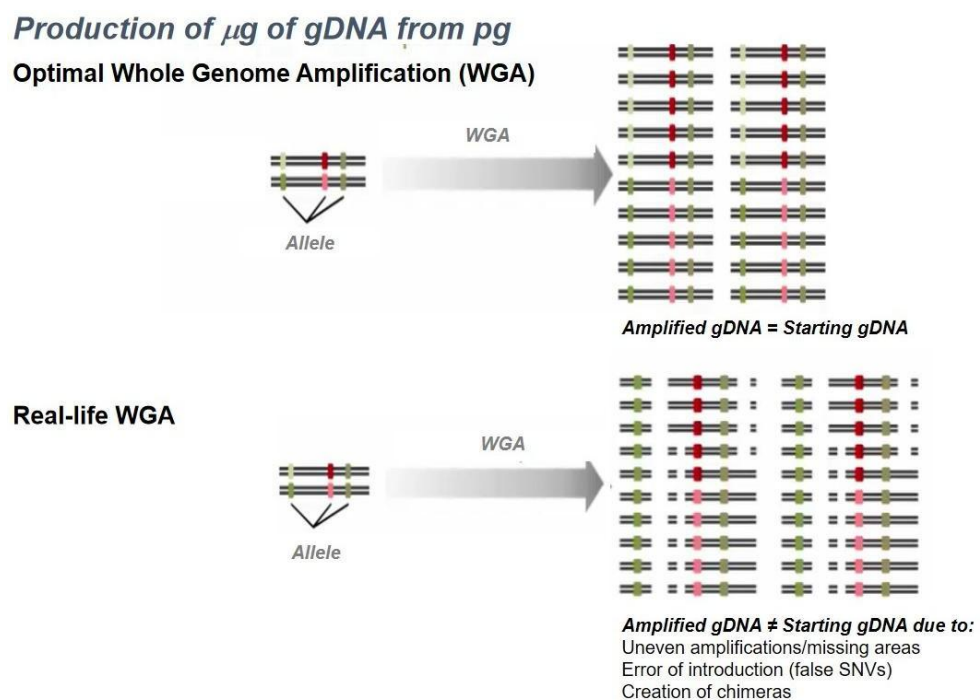 Production of μg of gDNA from pg
Optimal Whole Genome Amplification (WGA)
WGA
Allele
Amplified gDNA = Starting gDNA
Real-life WGA
WGA
Allele
Amplified gDNA ≠ Starting gDNA due to:
Uneven amplifications/missing areas
Error of introduction (false SNVs)
Creation of chimeras